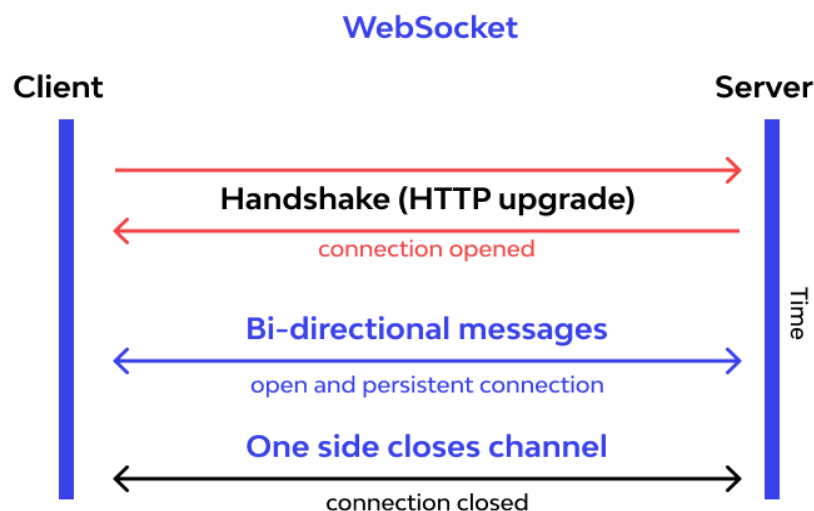 WebSocket
Client
Server
Handshake (HTTP upgrade)
connection opened
Time
Bi-directional messages
open and persistent connection
One side closes channel
connection closed